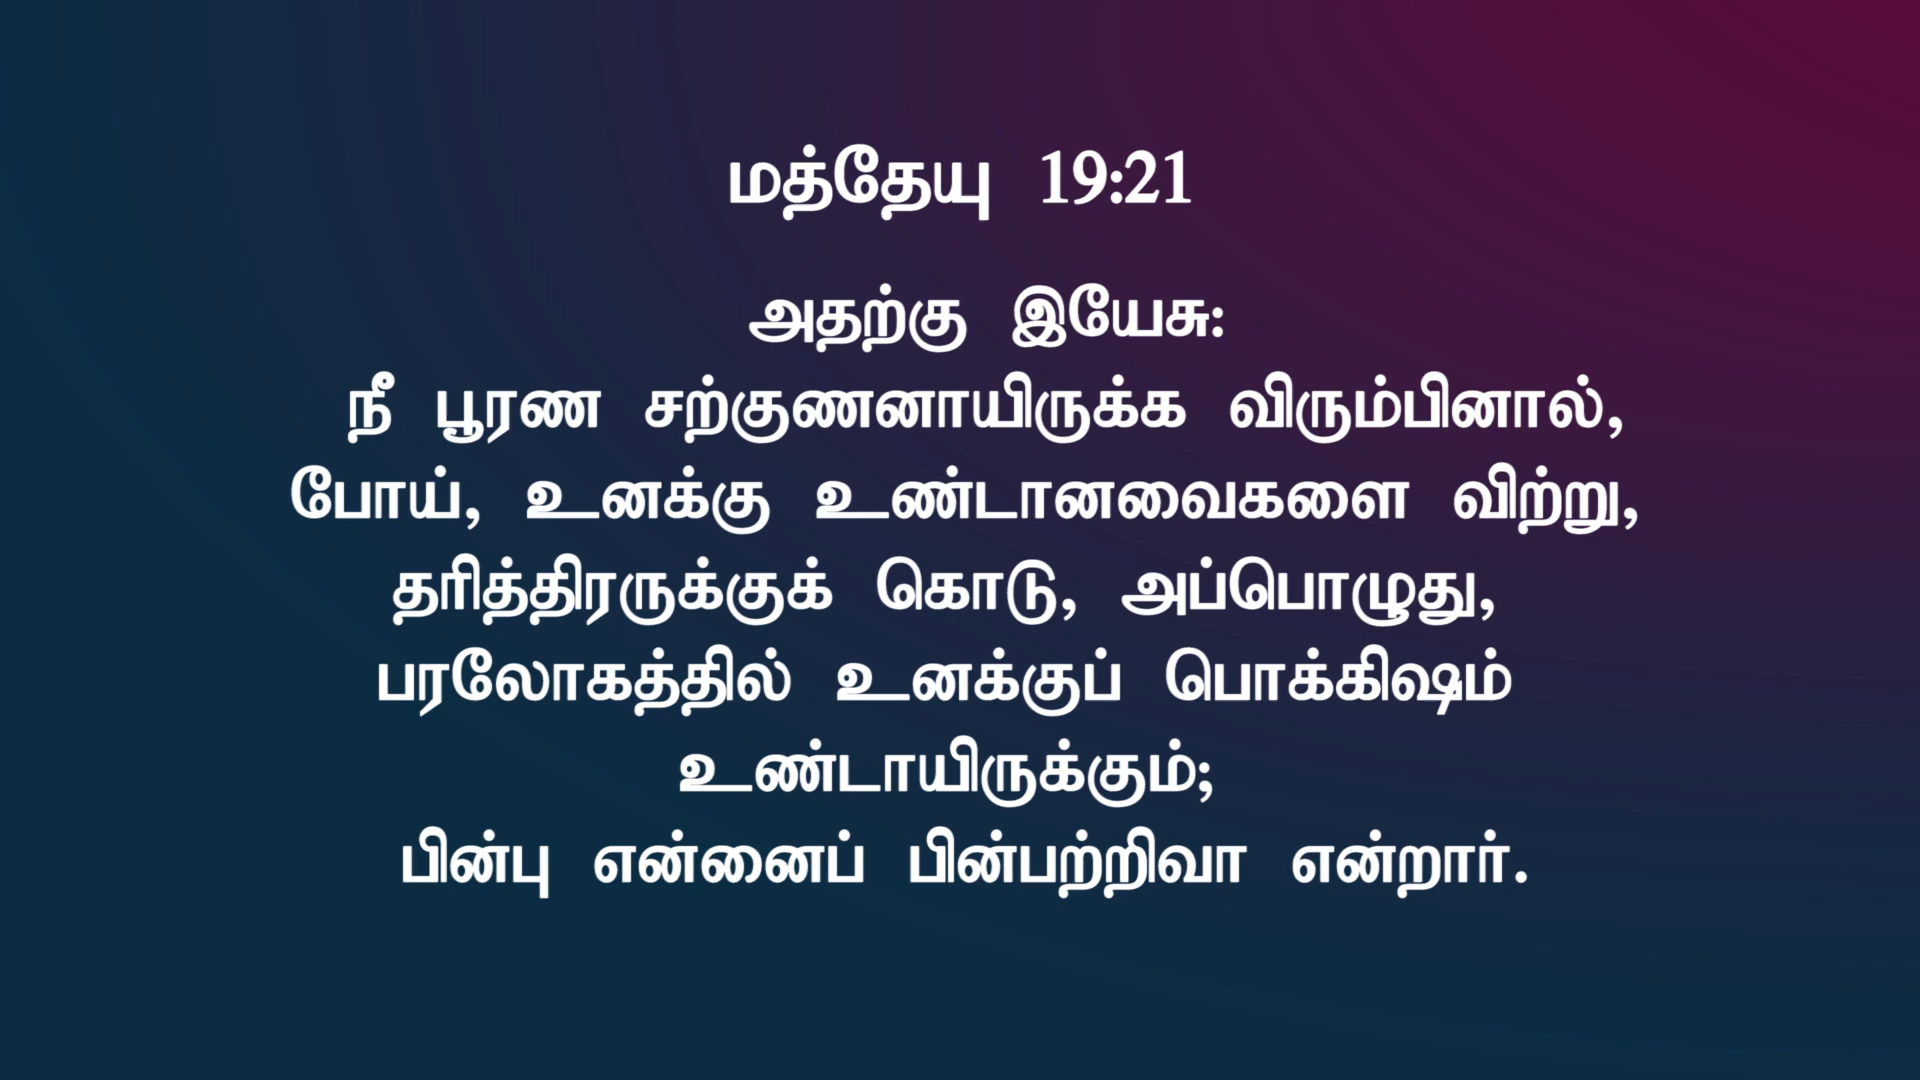 மத்தேயு 19:21
அதற்கு இயேசு:
நீ பூரண சற்குணனாயிருக்க விரும்பினால்,
போய், உனக்கு உண்டானவைகளை விற்று,
தரித்திரருக்குக் கொடு, அப்பொழுது,
பரலோகத்தில் உனக்குப் பொக்கிஷம்
உண்டாயிருக்கும்;
பின்பு என்னைப் பின்பற்றிவா என்றார்.